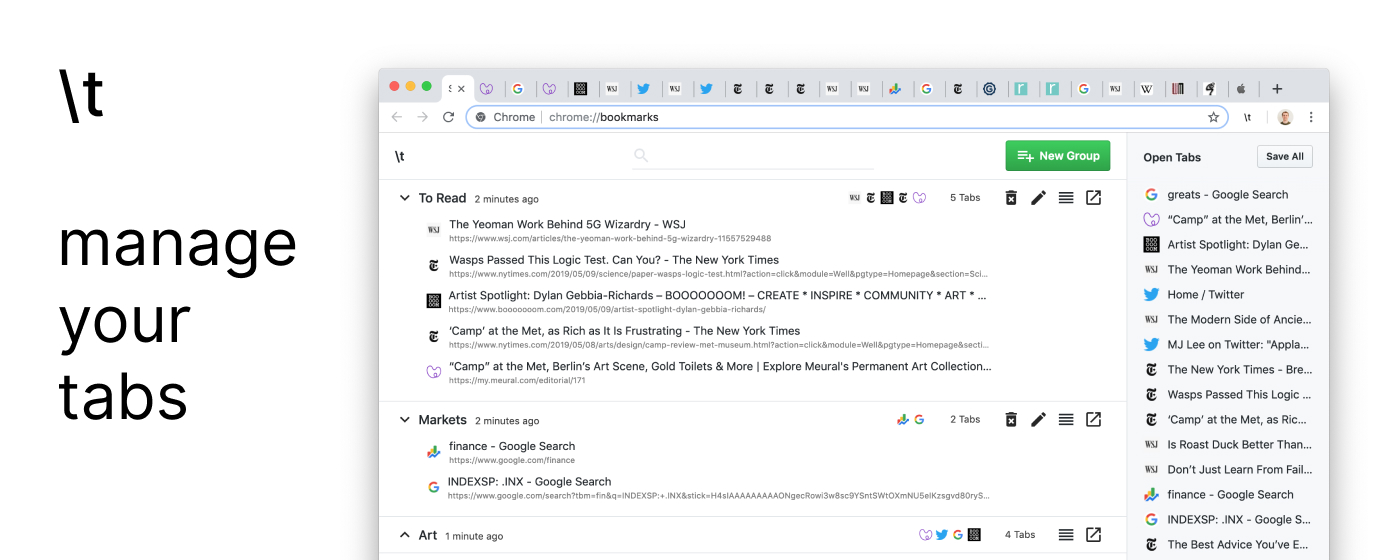 \t
manage
your
tabs
Chrome chrome://bookmarks \t
\t
New Group
To Read 2 minutes ago 5 Tabs
The Yeoman Work Behind 5G Wizardry - WSJ
https://www.wsj.com/articles/the-yeoman-work-behind-5g-wizardry-11557529488
Wasps Passed This Logic Test. Can You? - The New York Times
https://www.nytimes.com/2019/05/09/science/paper-wasps-logic-test.html?action=click&module=Well&pgtype=Homepage&section=Sci...
Artist Spotlight: Dylan Gebbia-Richards – BOOOOOOOM! – CREATE * INSPIRE * COMMUNITY * ART * ...
https://www.booooooom.com/2019/05/09/artist-spotlight-dylan-gebbia-richards/
‘Camp’ at the Met, as Rich as It Is Frustrating - The New York Times
https://www.nytimes.com/2019/05/08/arts/design/camp-review-met-museum.html?action=click&module=Well&pgtype=Homepage&secti...
“Camp” at the Met, Berlin’s Art Scene, Gold Toilets & More | Explore Meural's Permanent Art Collection...
https://my.meural.com/editorial/171
Markets 2 minutes ago 2 Tabs
finance - Google Search
https://www.google.com/finance
INDEXSP: .INX - Google Search
Art 1 minute ago 4 Tabs
Open Tabs Save All
greats - Google Search
“Camp” at the Met, Berlin’...
Artist Spotlight: Dylan Ge...
The Yeoman Work Behind...
Home / Twitter
The Modern Side of Ancie...
MJ Lee on Twitter: "Appla...
The New York Times - Bre...
Wasps Passed This Logic ...
‘Camp’ at the Met, as Ric...
Is Roast Duck Better Than...
Don’t Just Learn From Fail...
finance - Google Search
INDEXSP: .INX - Google S...
The Best Advice You’ve E...